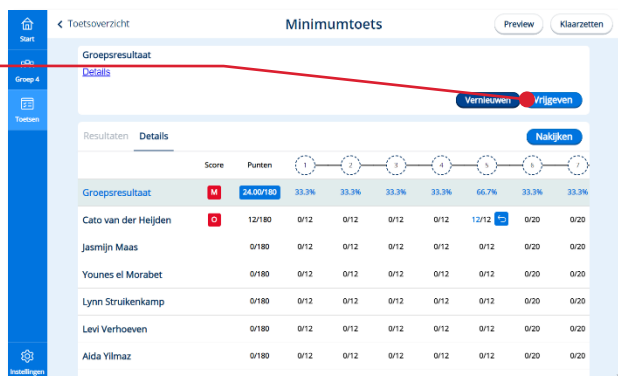 Toetsoverzicht Minimumtoets Preview Klaarzetten
Start
Groepsresultaat
Groep 4 Details
Vernieuwen Vrijgeven
Toetsen
Resultaten Details Nakijken
Score Punten 1 2 3 4 5 6 7
Groepsresultaat M 24.00/180 33.3% 33.3% 33.3% 33.3% 66.7% 33.3% 33.3%
Cato van der Heijden O 12/180 0/12 0/12 0/12 0/12 12/12 0/20 0/20
Jasmijn Maas 0/180 0/12 0/12 0/12 0/12 0/12 0/20 0/20
Younes el Morabet 0/180 0/12 0/12 0/12 0/12 0/12 0/20 0/20
Lynn Struikenkamp 0/180 0/12 0/12 0/12 0/12 0/12 0/20 0/20
Levi Verhoeven 0/180 0/12 0/12 0/12 0/12 0/12 0/20 0/20
Aida Yilmaz 0/180 0/12 0/12 0/12 0/12 0/12 0/20 0/20
Instellingen